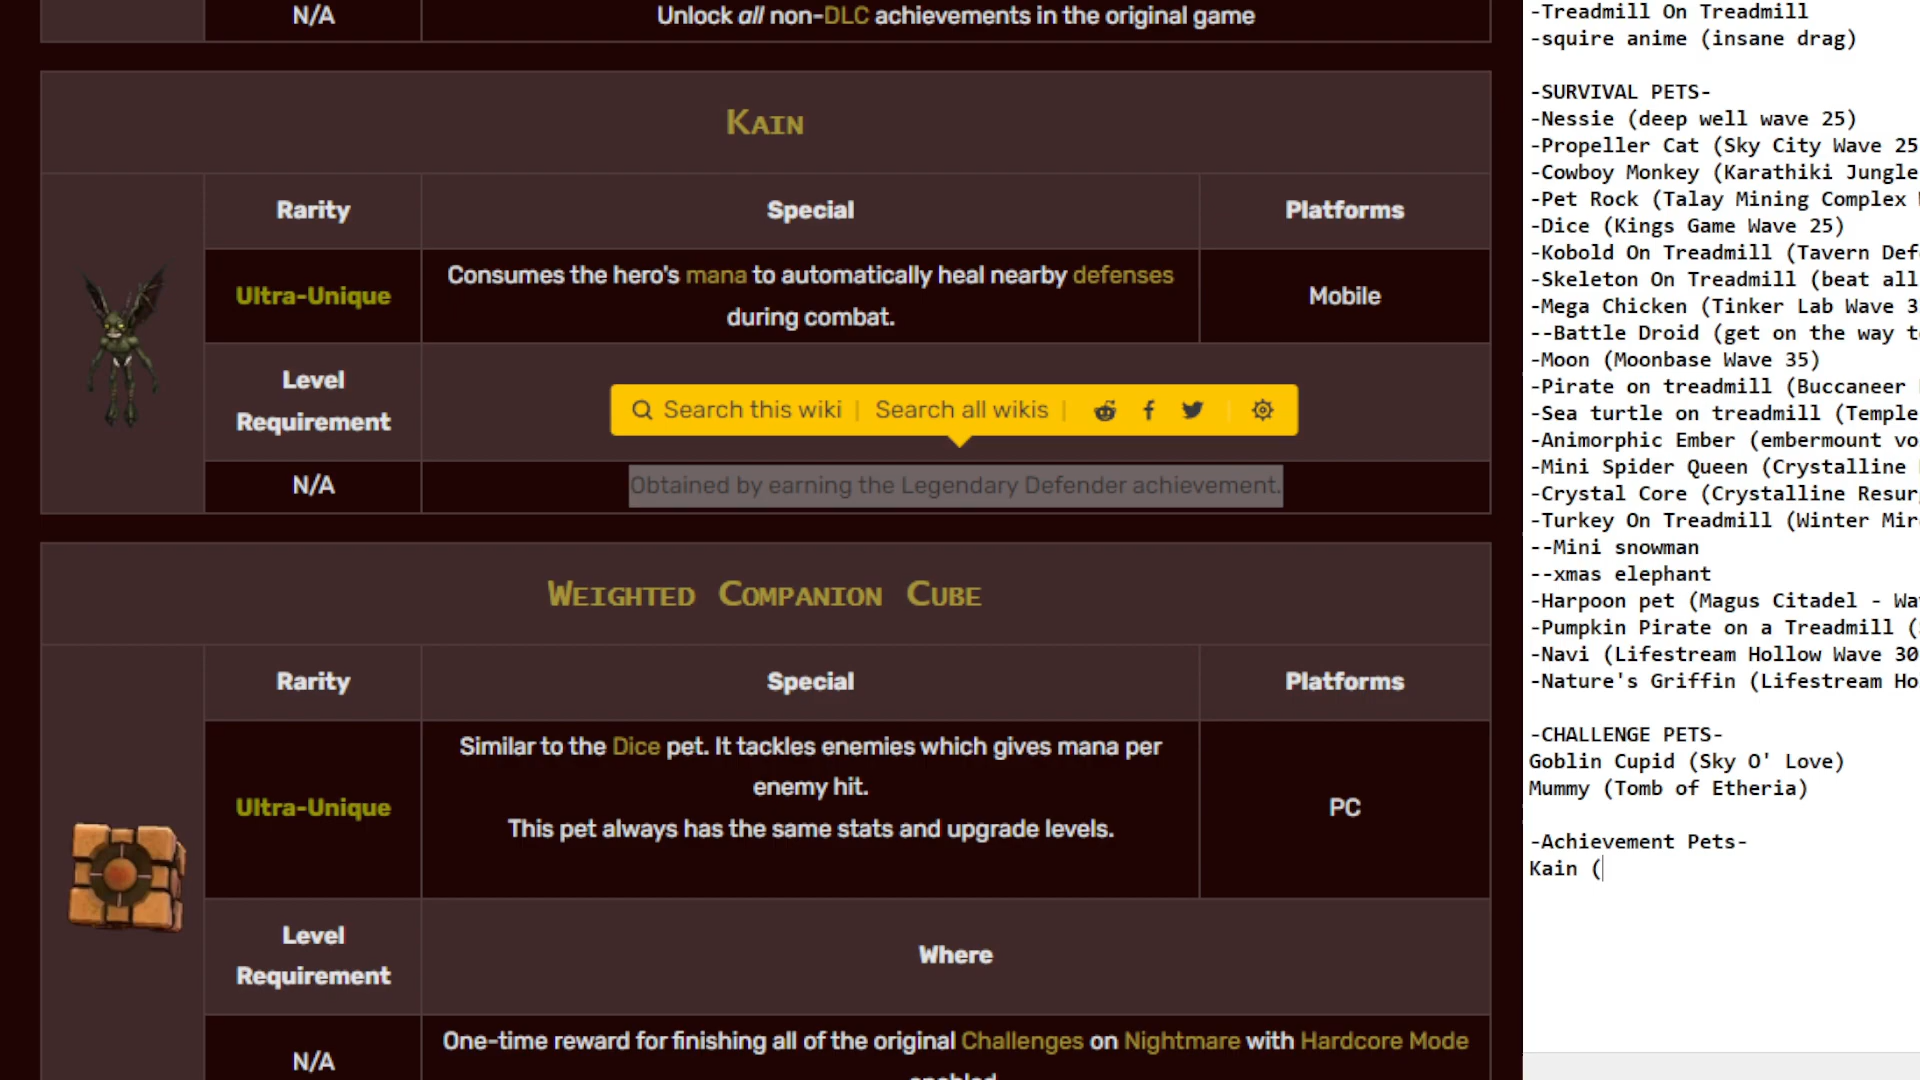 N/A
Unlock all non-DLC achievements in the original game
Kain
Rarity
Special
Platforms
Ultra-Unique
Consumes the hero's mana to automatically heal nearby defenses
during combat.
Mobile
Level
Requirement
Search this wiki
Search all wikis
N/A
Obtained by earning the Legendary Defender achievement.
Weighted Companion Cube
Rarity
Special
Platforms
Ultra-Unique
Similar to the Dice pet. It tackles enemies which gives mana per
enemy hit.
This pet always has the same stats and upgrade levels.
PC
Level
Requirement
Where
N/A
One-time reward for finishing all of the original Challenges on Nightmare with Hardcore Mode
enabled
-Treadmill On Treadmill
-squire anime (insane drag)
-SURVIVAL PETS-
-Nessie (deep well wave 25)
-Propeller Cat (Sky City Wave 25
-Cowboy Monkey (Karathiki Jungle
-Pet Rock (Talay Mining Complex
-Dice (Kings Game Wave 25)
-Kobold On Treadmill (Tavern Def
-Skeleton On Treadmill (beat all
-Mega Chicken (Tinker Lab Wave 3
--Battle Droid (get on the way t
-Moon (Moonbase Wave 35)
-Pirate on treadmill (Buccaneer
-Sea turtle on treadmill (Temple
-Animorphic Ember (embermount vo
-Mini Spider Queen (Crystalline
-Crystal Core (Crystalline Resur
-Turkey On Treadmill (Winter Mir
--Mini snowman
--xmas elephant
-Harpoon pet (Magus Citadel - Wa
-Pumpkin Pirate on a Treadmill (
-Navi (Lifestream Hollow Wave 30
-Nature's Griffin (Lifestream Ho
-CHALLENGE PETS-
Goblin Cupid (Sky O' Love)
Mummy (Tomb of Etheria)
-Achievement Pets-
Kain (